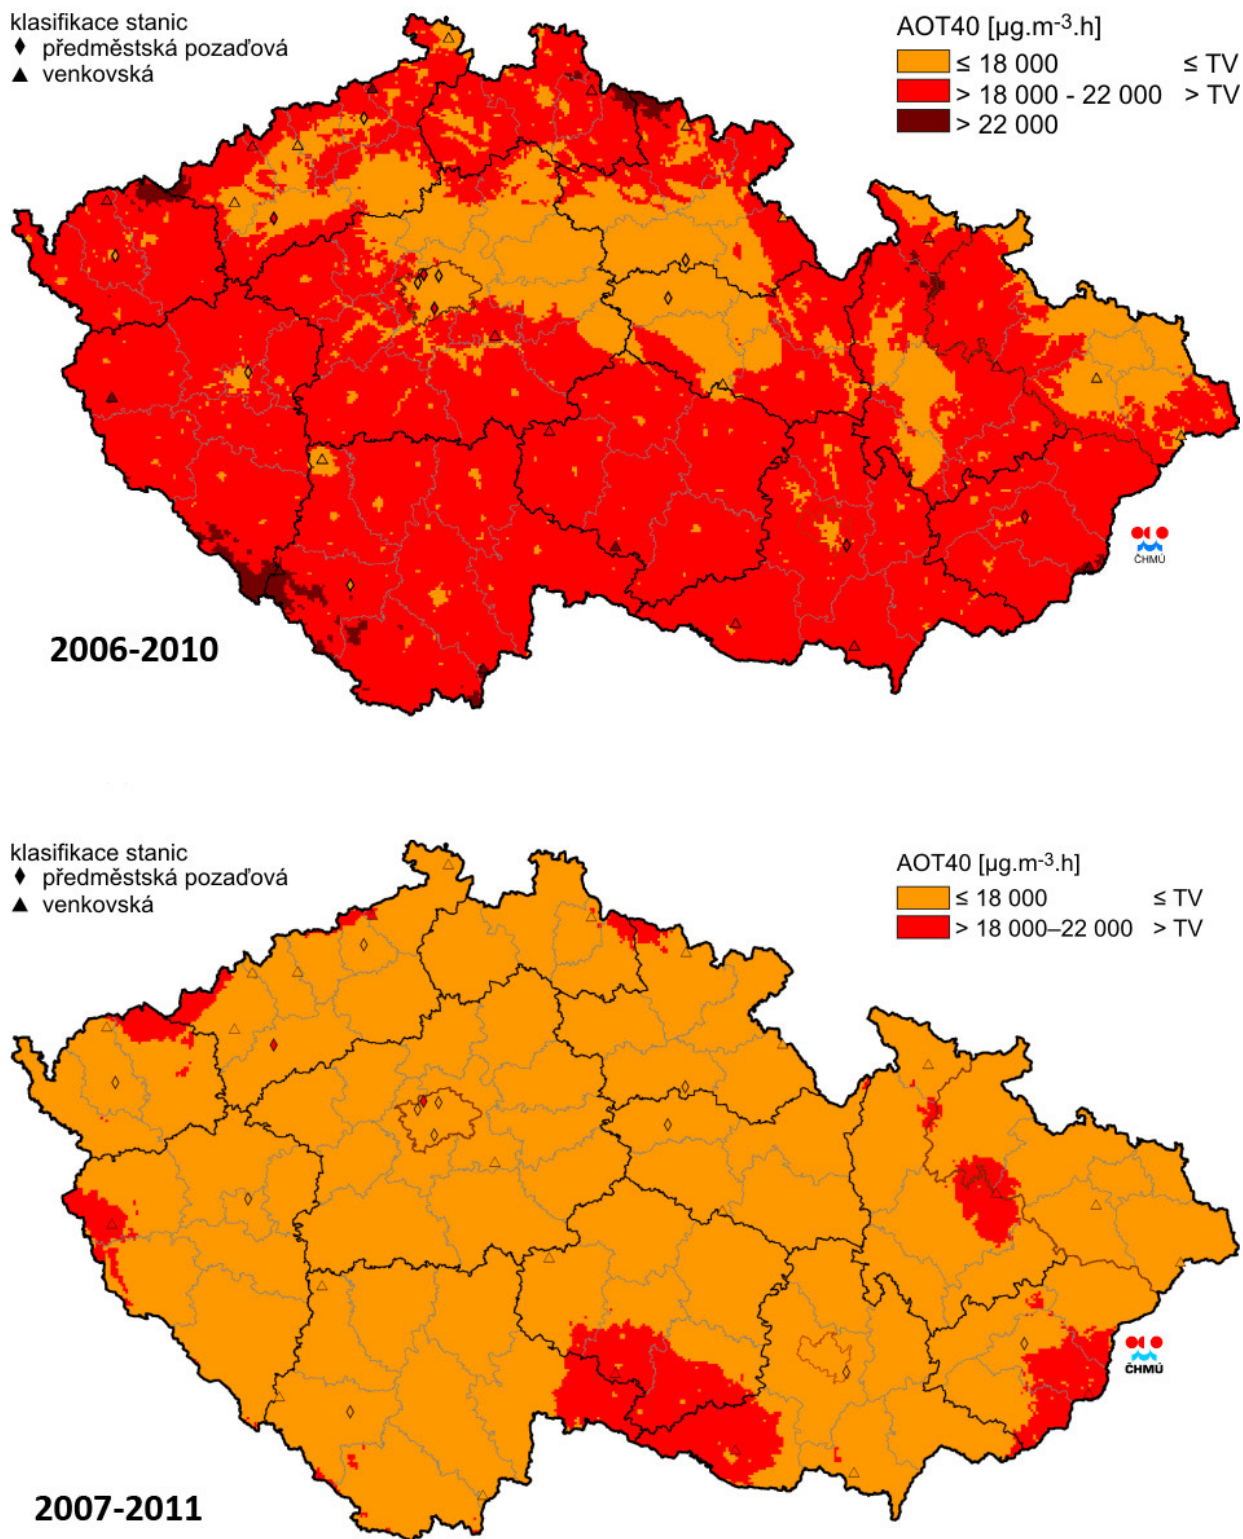 klasifikace stanic
♦ předměstská pozaďová
▲ venkovská
AOT40 [µg.m⁻³.h]
≤ 18 000 ≤ TV
> 18 000 - 22 000 > TV
> 22 000
ČHMÚ
2006-2010
klasifikace stanic
♦ předměstská pozaďová
▲ venkovská
AOT40 [µg.m⁻³.h]
≤ 18 000 ≤ TV
> 18 000–22 000 > TV
ČHMÚ
2007-2011